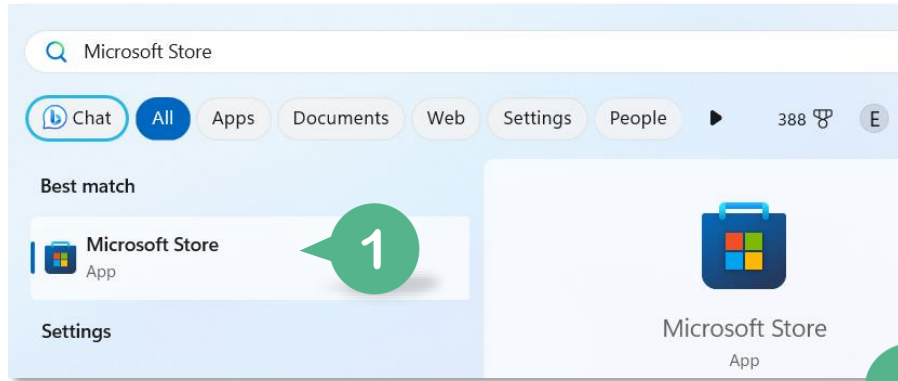 Microsoft Store
Chat All Apps Documents Web Settings People 388 E
Best match
Microsoft Store
App
1
Settings
Microsoft Store
App